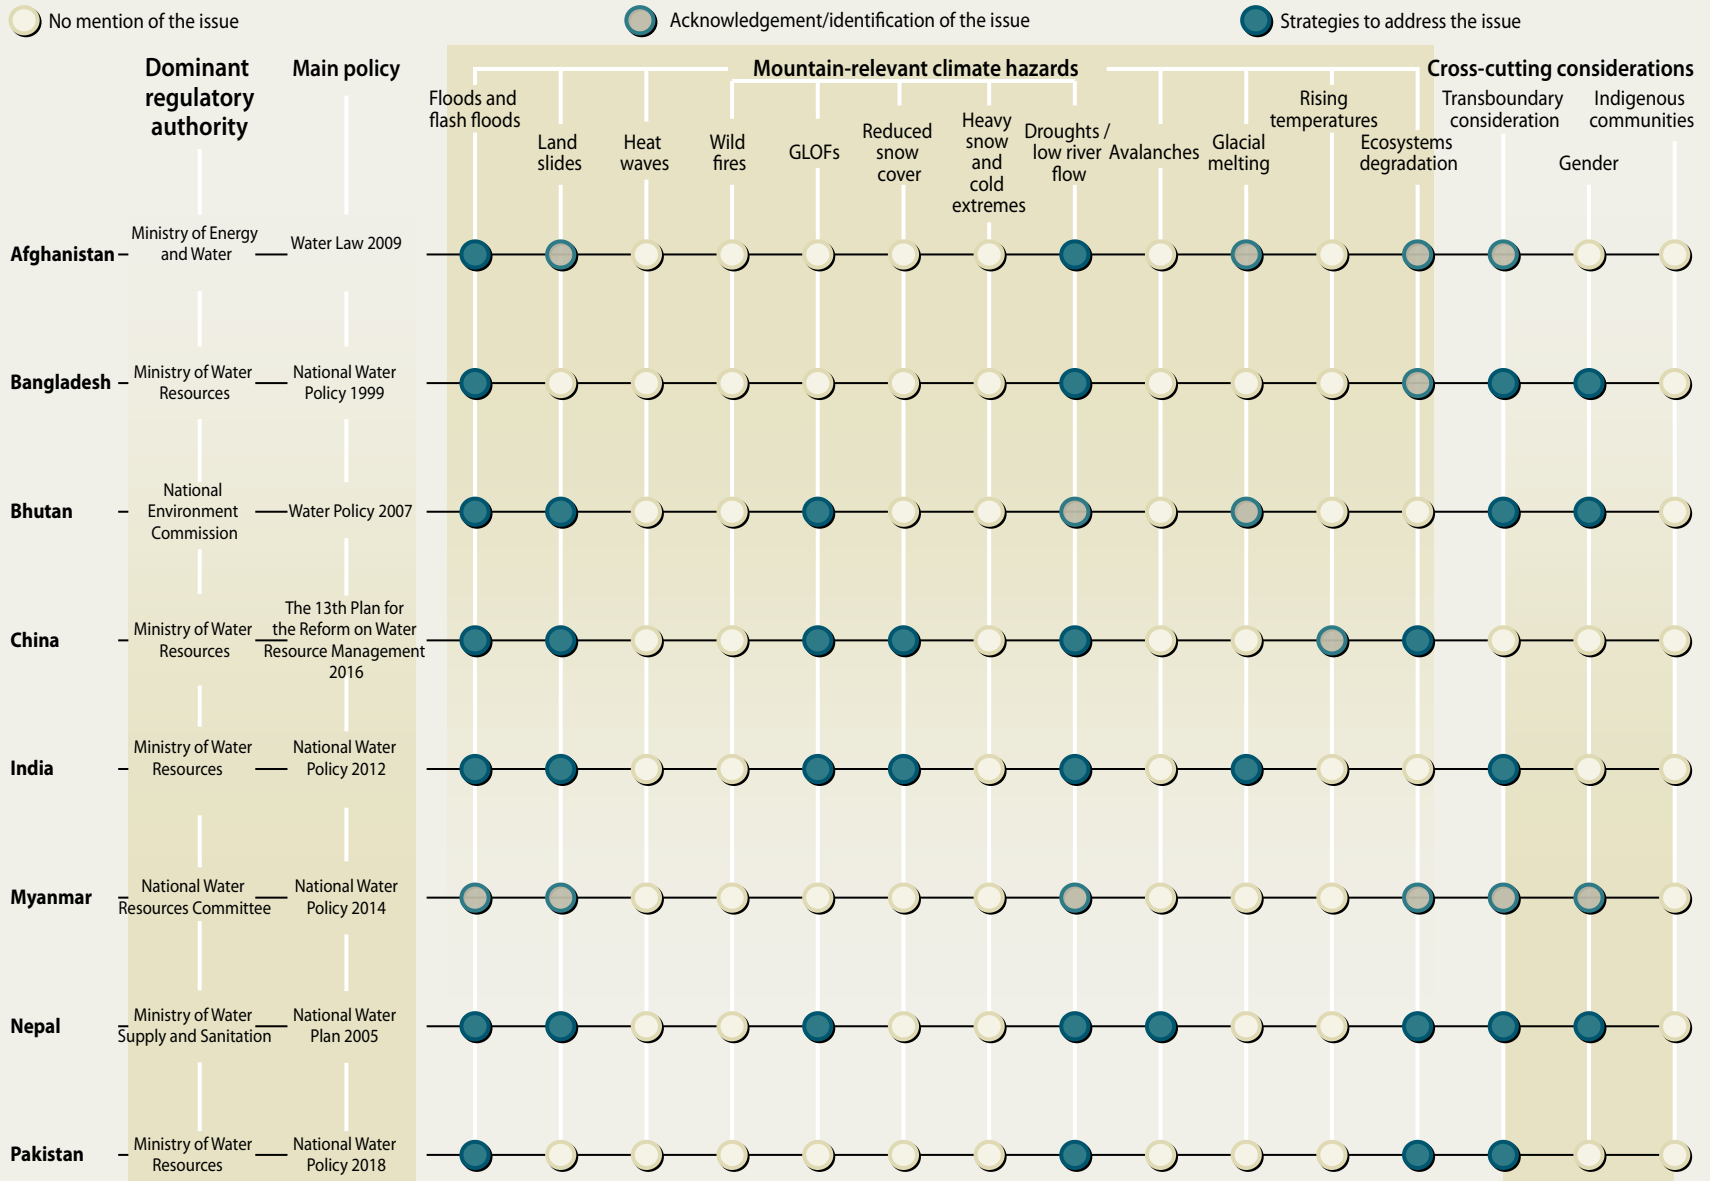 No mention of the issue
Acknowledgement/identification of the issue
Strategies to address the issue
Dominant
regulatory
authority
Main policy
Mountain-relevant climate hazards
Cross-cutting considerations
Floods and
flash floods
Land
slides
Heat
waves
Wild
fires
GLOFs
Reduced
snow
cover
Heavy
snow
and
cold
extremes
Droughts /
low river
flow
Avalanches
Glacial
melting
Rising
temperatures
Ecosystems
degradation
Transboundary
consideration
Gender
Indigenous
communities
Afghanistan
Ministry of Energy
and Water
Water Law 2009
Bangladesh
Ministry of Water
Resources
National Water
Policy 1999
Bhutan
National
Environment
Commission
Water Policy 2007
China
Ministry of Water
Resources
The 13th Plan for
the Reform on Water
Resource Management
2016
India
Ministry of Water
Resources
National Water
Policy 2012
Myanmar
National Water
Resources Committee
National Water
Policy 2014
Nepal
Ministry of Water
Supply and Sanitation
National Water
Plan 2005
Pakistan
Ministry of Water
Resources
National Water
Policy 2018